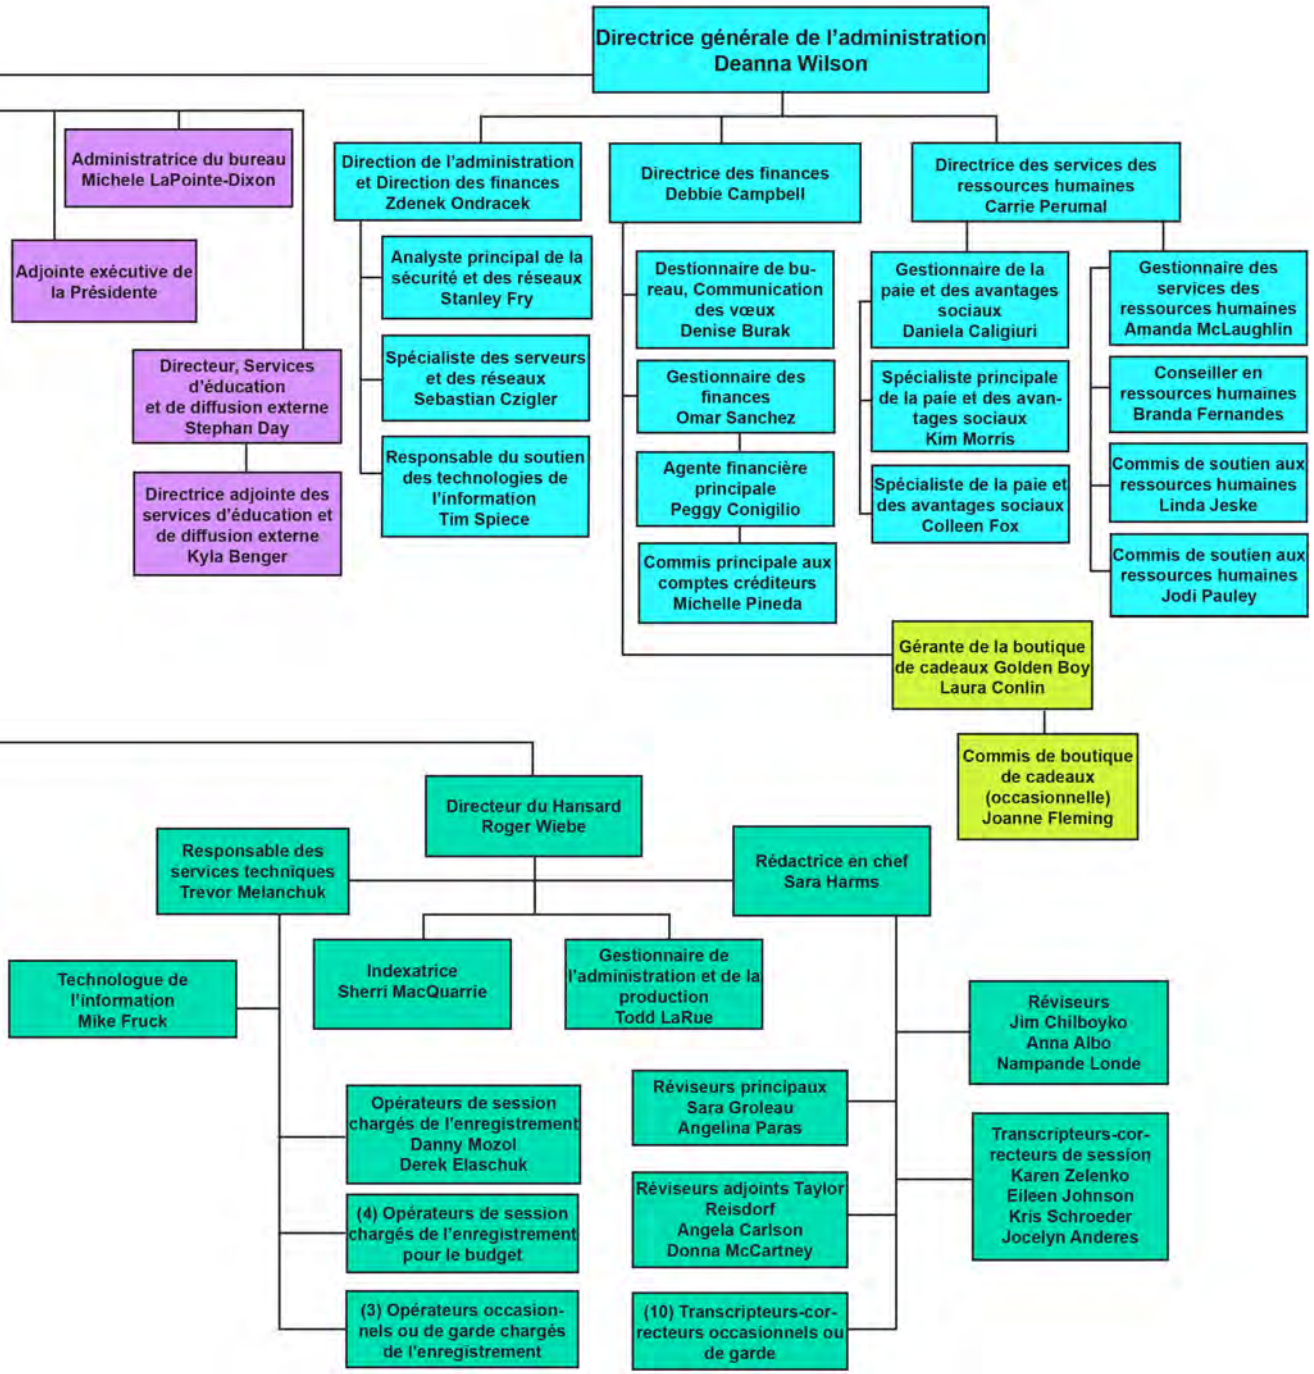 Directrice générale de l'administration
Deanna Wilson
Administratrice du bureau
Michele LaPointe-Dixon
Adjointe exécutive de
la Présidente
Directeur, Services
d'éducation
et de diffusion externe
Stephan Day
Directrice adjointe des
services d'éducation et
de diffusion externe
Kyla Benger
Direction de l'administration
et Direction des finances
Zdenek Ondracek
Analyste principal de la
sécurité et des réseaux
Stanley Fry
Spécialiste des serveurs
et des réseaux
Sebastian Czigler
Responsable du soutien
des technologies de
l'information
Tim Spiece
Directrice des finances
Debbie Campbell
Destionnaire de bu-
reau, Communication
des vœux
Denise Burak
Gestionnaire des
finances
Omar Sanchez
Agente financière
principale
Peggy Conigilio
Commis principale aux
comptes créditeurs
Michelle Pineda
Directrice des services des
ressources humaines
Carrie Perumal
Gestionnaire de la
paie et des avantages
sociaux
Daniela Caligiuri
Spécialiste principale
de la paie et des avan-
tages sociaux
Kim Morris
Spécialiste de la paie et
des avantages sociaux
Colleen Fox
Gestionnaire des
services des
ressources humaines
Amanda McLaughlin
Conseiller en
ressources humaines
Branda Fernandes
Commis de soutien aux
ressources humaines
Linda Jeske
Commis de soutien aux
ressources humaines
Jodi Pauley
Gérante de la boutique
de cadeaux Golden Boy
Laura Conlin
Commis de boutique
de cadeaux
(occasionnelle)
Joanne Fleming
Directeur du Hansard
Roger Wiebe
Responsable des
services techniques
Trevor Melanchuk
Rédactrice en chef
Sara Harms
Technologue de
l'information
Mike Fruck
Indexatrice
Sherri MacQuarrie
Gestionnaire de
l'administration et de la
production
Todd LaRue
Opérateurs de session
chargés de l'enregistrement
Danny Mozol
Derek Elaschuk
(4) Opérateurs de session
chargés de l'enregistrement
pour le budget
(3) Opérateurs occasion-
nels ou de garde chargés
de l'enregistrement
Réviseurs
Jim Chilboyko
Anna Albo
Nampande Londe
Réviseurs principaux
Sara Groleau
Angelina Paras
Transcripteurs-cor-
recteurs de session
Karen Zelenko
Eileen Johnson
Kris Schroeder
Jocelyn Anderes
Réviseurs adjoints Taylor
Reisdorf
Angela Carlson
Donna McCartney
(10) Transcripteurs-cor-
recteurs occasionnels ou
de garde